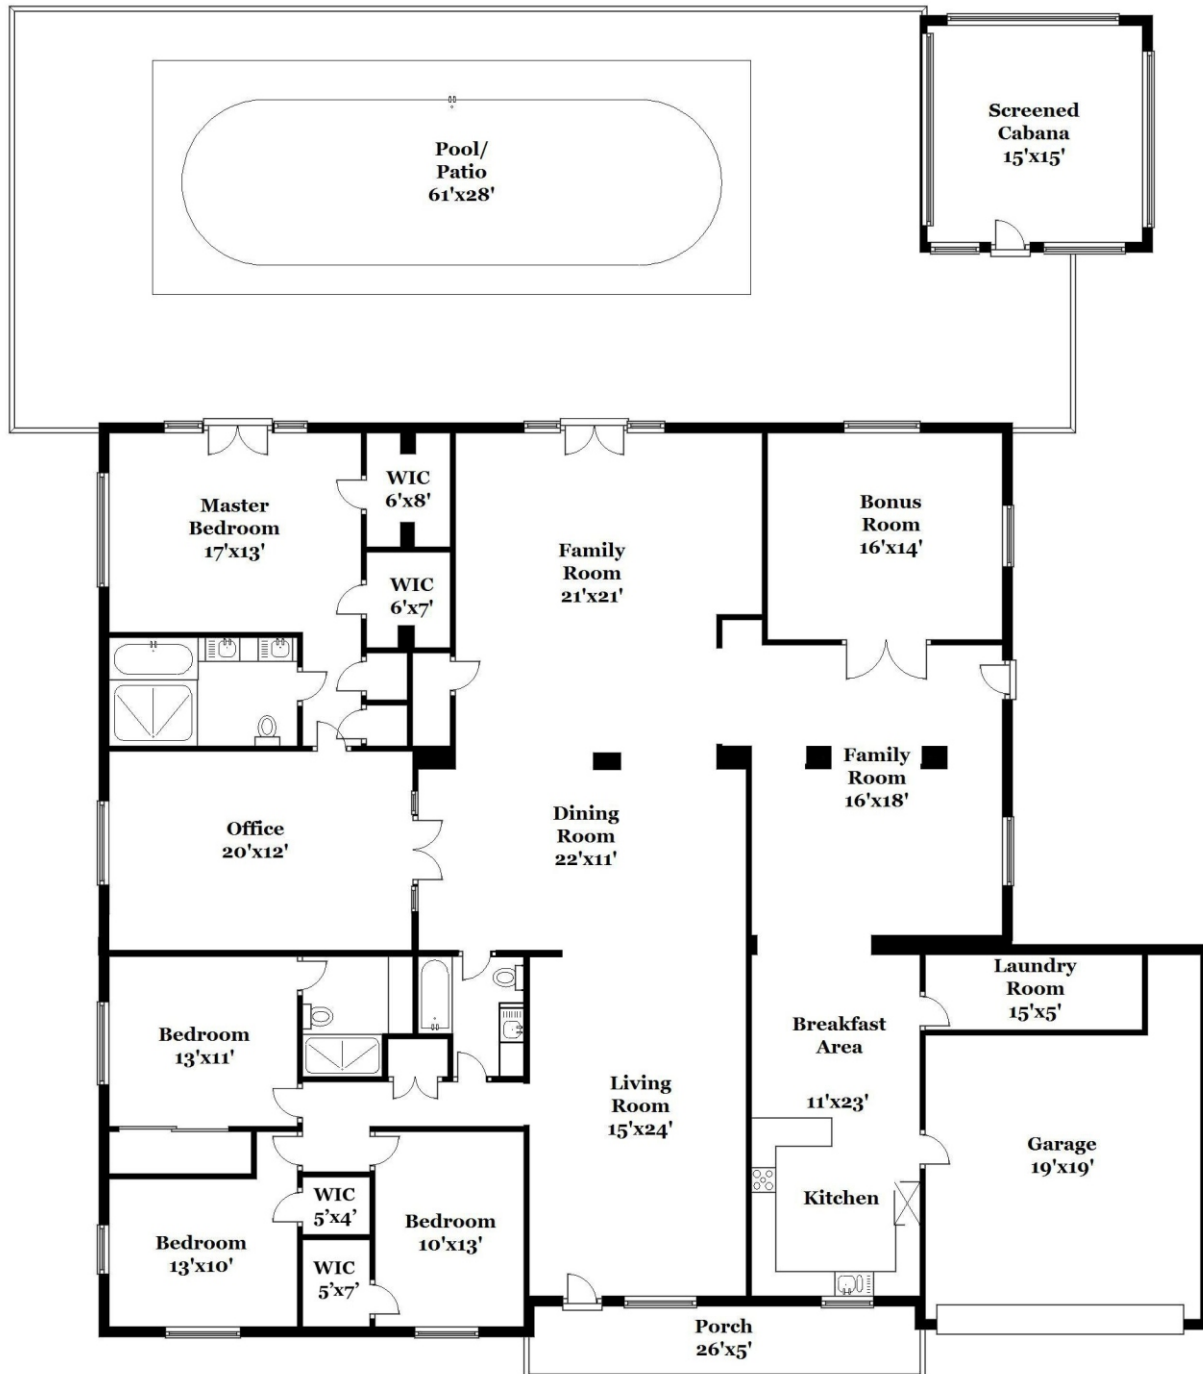 Screened
Cabana
15'x15'
Pool/
Patio
61'x28'
Master
Bedroom
17'x13'
WIC
6'x8'
WIC
6'x7'
Family
Room
21'x21'
Bonus
Room
16'x14'
Family
Room
16'x18'
Office
20'x12'
Dining
Room
22'x11'
Laundry
Room
15'x5'
Bedroom
13'x11'
Breakfast
Area
11'x23'
Living
Room
15'x24'
Garage
19'x19'
Kitchen
WIC
5'x4'
Bedroom
13'x10'
Bedroom
10'x13'
WIC
5'x7'
Porch
26'x5'